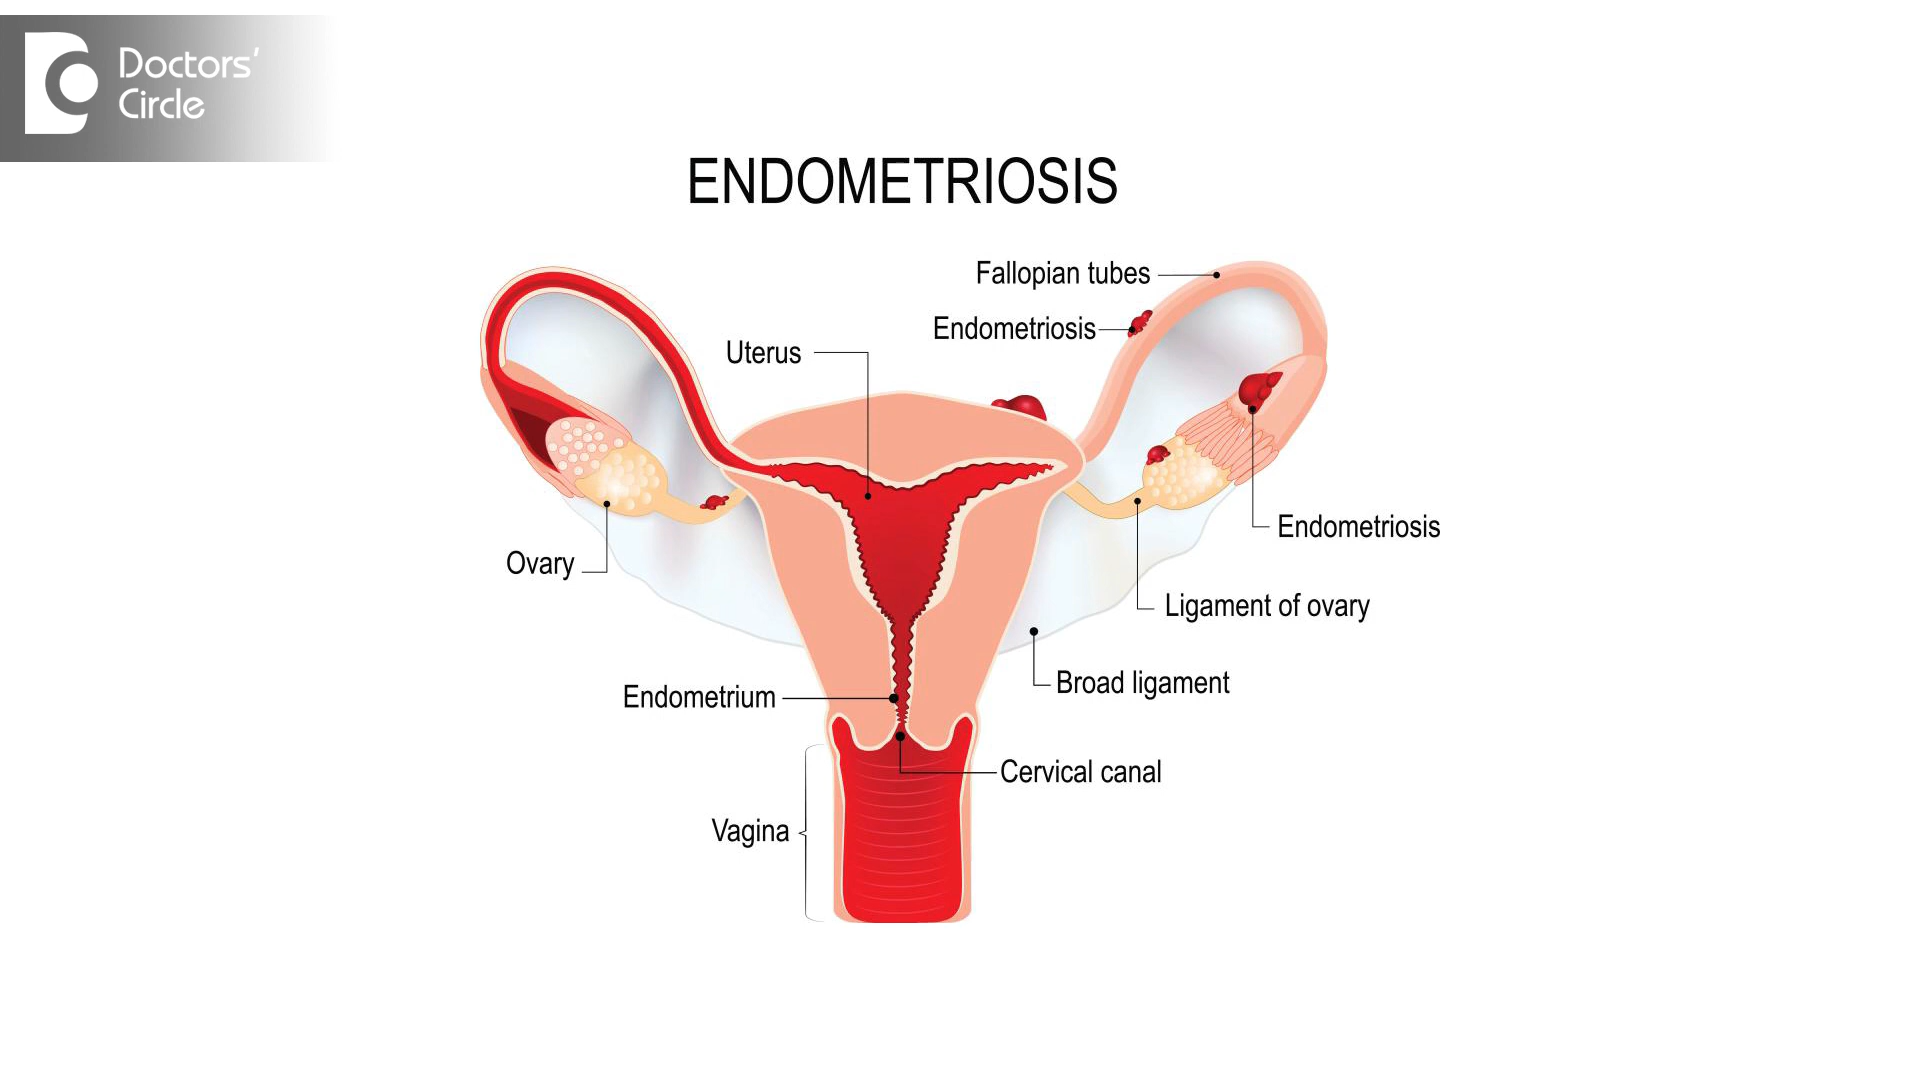 Doctors'
Circle
ENDOMETRIOSIS
Fallopian tubes
Endometriosis
Uterus
Endometriosis
Ovary
Ligament of ovary
Broad ligament
Endometrium
Cervical canal
Vagina